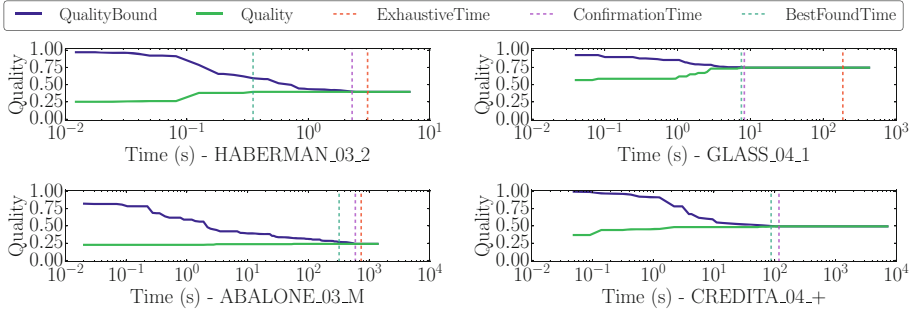 QualityBound Quality ExhaustiveTime ConfirmationTime BestFoundTime
Quality
1.00
0.75
0.50
0.25
0.00
10^−2 10^−1 10^0 10^1
Time (s) - HABERMAN_03_2
Quality
1.00
0.75
0.50
0.25
0.00
10^−2 10^−1 10^0 10^1 10^2 10^3
Time (s) - GLASS_04_1
Quality
1.00
0.75
0.50
0.25
0.00
10^−2 10^−1 10^0 10^1 10^2 10^3 10^4
Time (s) - ABALONE_03_M
Quality
1.00
0.75
0.50
0.25
0.00
10^−2 10^−1 10^0 10^1 10^2 10^3 10^4
Time (s) - CREDITA_04_+